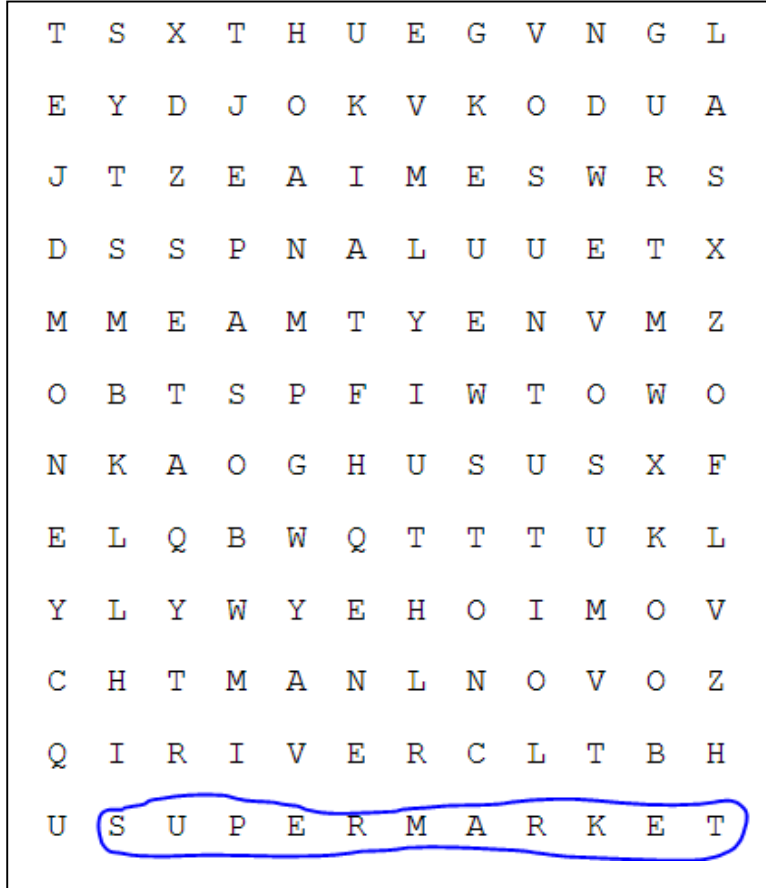 T S X T H U E G V N G L
E Y D J O K V K O D U A
J T Z E A I M E S W R S
D S S P N A L U U E T X
M M E A M T Y E N V M Z
O B T S P F I W T O W O
N K A O G H U S U S X F
E L Q B W Q T T T U K L
Y L Y W Y E H O I M O V
C H T M A N L N O V O Z
Q I R I V E R C L T B H
U S U P E R M A R K E T